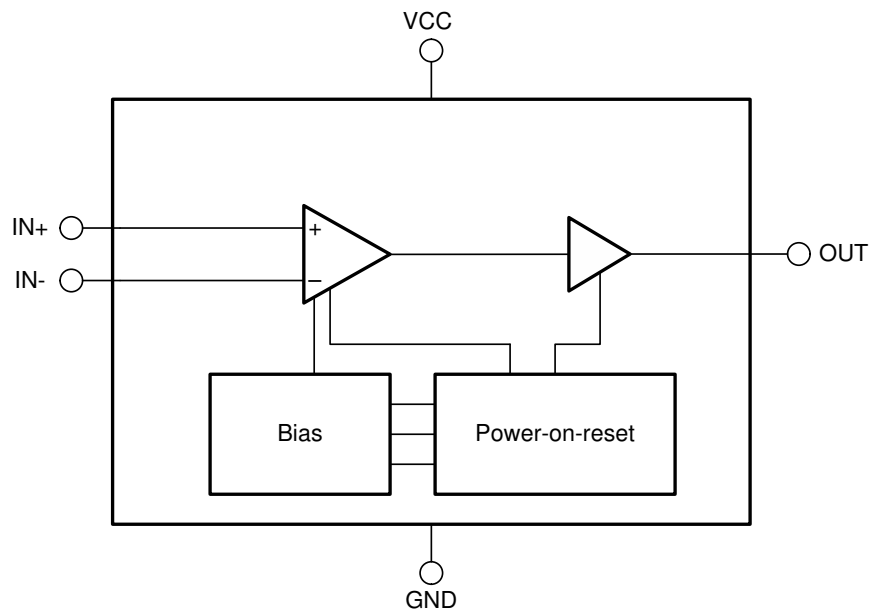 VCC
IN+
+
IN-
−
OUT
Bias
Power-on-reset
GND